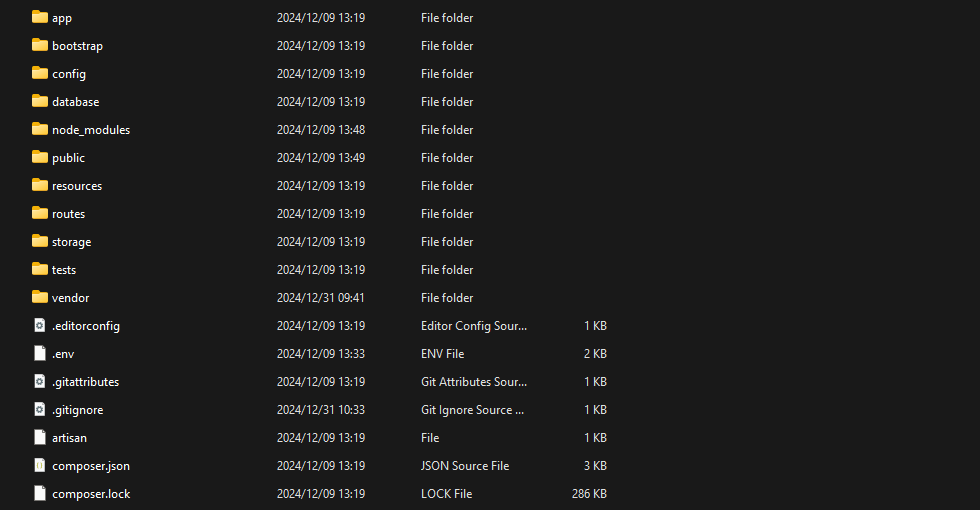 app 2024/12/09 13:19 File folder
bootstrap 2024/12/09 13:19 File folder
config 2024/12/09 13:19 File folder
database 2024/12/09 13:19 File folder
node_modules 2024/12/09 13:48 File folder
public 2024/12/09 13:49 File folder
resources 2024/12/09 13:19 File folder
routes 2024/12/09 13:19 File folder
storage 2024/12/09 13:19 File folder
tests 2024/12/09 13:19 File folder
vendor 2024/12/31 09:41 File folder
.editorconfig 2024/12/09 13:19 Editor Config Sour... 1 KB
.env 2024/12/09 13:33 ENV File 2 KB
.gitattributes 2024/12/09 13:19 Git Attributes Sour... 1 KB
.gitignore 2024/12/31 10:33 Git Ignore Source ... 1 KB
artisan 2024/12/09 13:19 File 1 KB
composer.json 2024/12/09 13:19 JSON Source File 3 KB
composer.lock 2024/12/09 13:19 LOCK File 286 KB